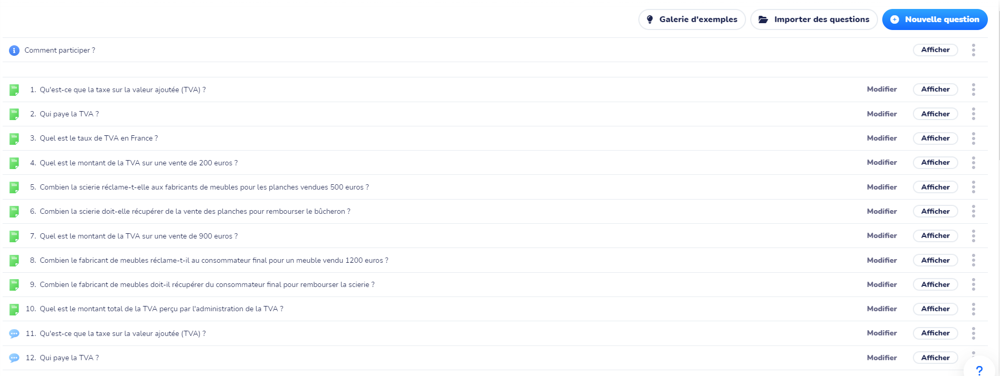 Galerie d'exemples Importer des questions Nouvelle question
Comment participer ? Afficher
1. Qu'est-ce que la taxe sur la valeur ajoutée (TVA) ? Modifier Afficher
2. Qui paye la TVA ? Modifier Afficher
3. Quel est le taux de TVA en France ? Modifier Afficher
4. Quel est le montant de la TVA sur une vente de 200 euros ? Modifier Afficher
5. Combien la scierie réclame-t-elle aux fabricants de meubles pour les planches vendues 500 euros ? Modifier Afficher
6. Combien la scierie doit-elle récupérer de la vente des planches pour rembourser le bûcheron ? Modifier Afficher
7. Quel est le montant de la TVA sur une vente de 900 euros ? Modifier Afficher
8. Combien le fabricant de meubles réclame-t-il au consommateur final pour un meuble vendu 1200 euros ? Modifier Afficher
9. Combien le fabricant de meubles doit-il récupérer du consommateur final pour rembourser la scierie ? Modifier Afficher
10. Quel est le montant total de la TVA perçu par l'administration de la TVA ? Modifier Afficher
11. Qu'est-ce que la taxe sur la valeur ajoutée (TVA) ? Modifier Afficher
12. Qui paye la TVA ? Modifier Afficher
?